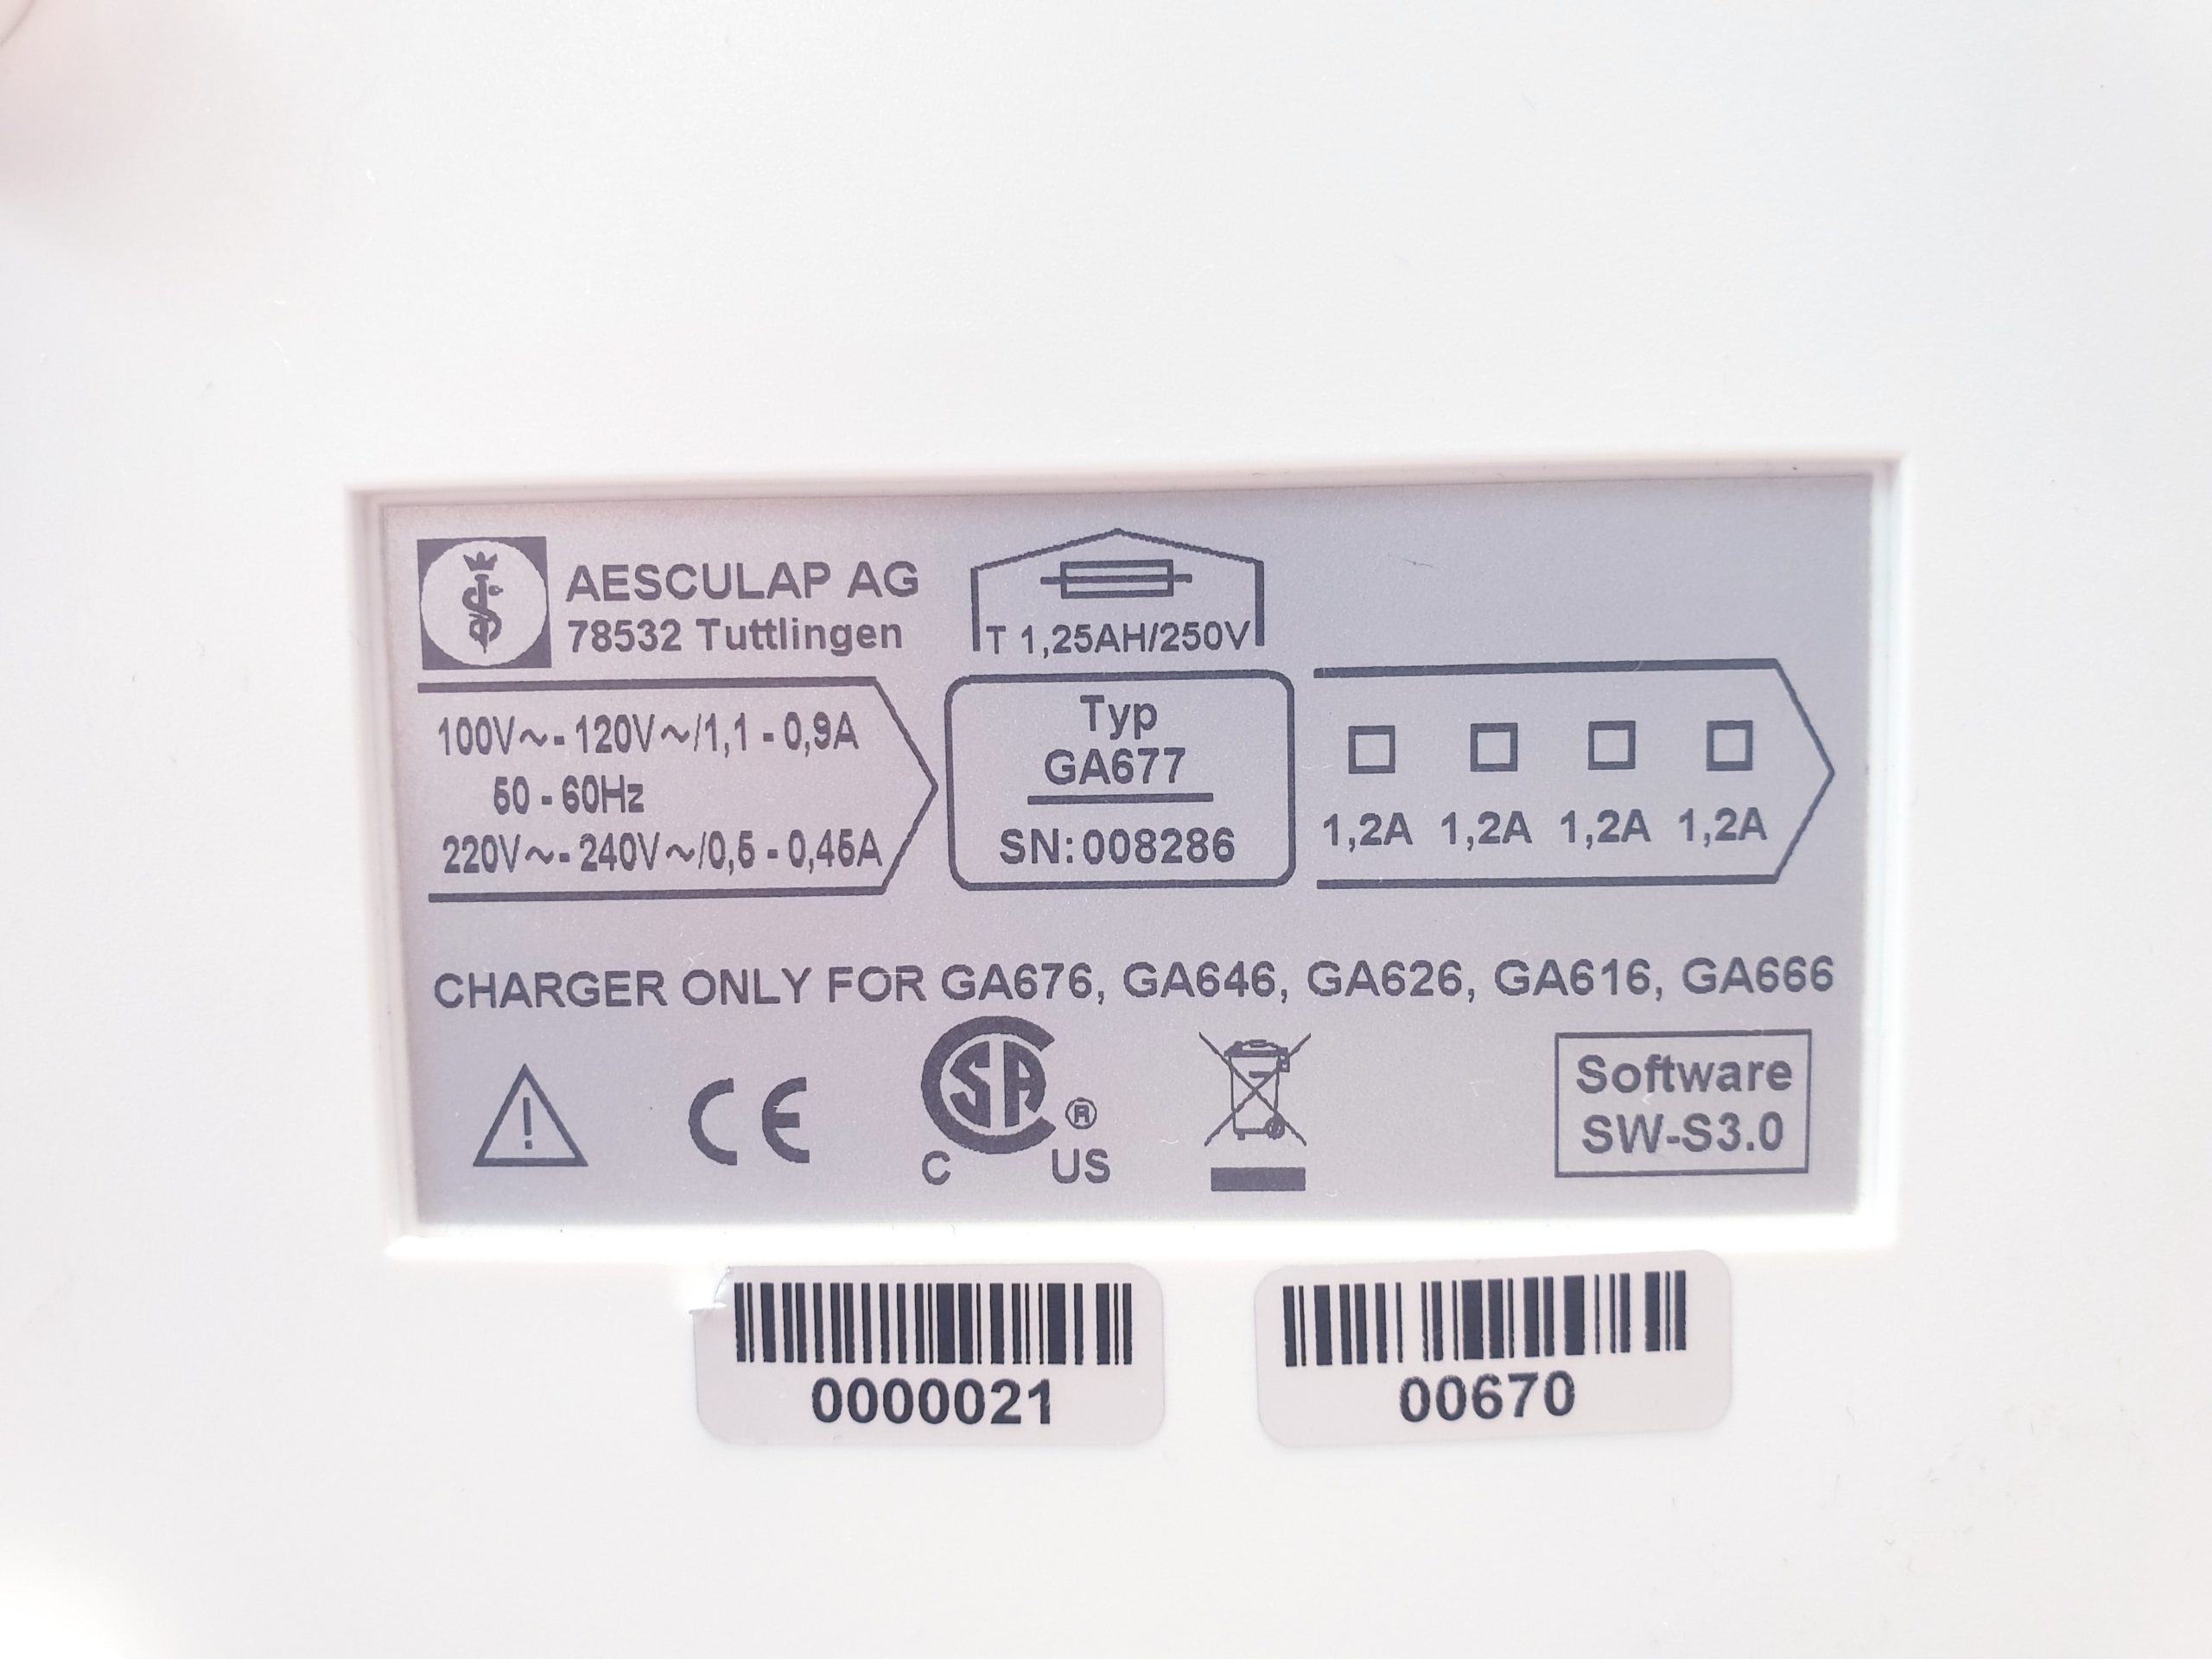 AESCULAP AG
78532 Tuttlingen
T 1,25AH/250V
100V~- 120V~/1,1 - 0,9A
50 - 60Hz
220V~- 240V~/0,5 - 0,45A
Typ
GA677
SN:008286
1,2A 1,2A 1,2A 1,2A
CHARGER ONLY FOR GA676, GA646, GA626, GA616, GA666
!
CE
CSA ®
C US
Software
SW-S3.0
0000021
00670